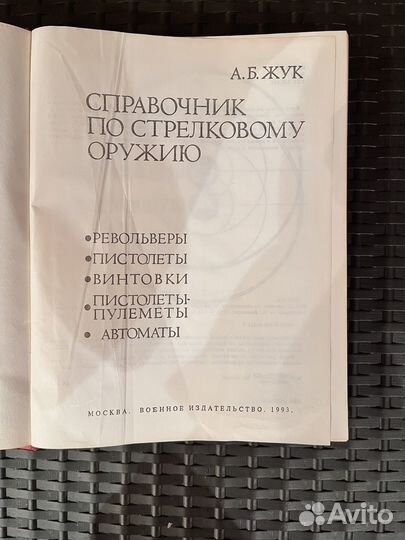 А.Б.ЖУК
СПРАВОЧНИК
ПО СТРЕЛКОВОМУ
ОРУЖИЮ
•РЕВОЛЬВЕРЫ
•ПИСТОЛЕТЫ
•ВИНТОВКИ
•ПИСТОЛЕТЫ-
ПУЛЕМЕТЫ
• АВТОМАТЫ
МОСКВА. ВОЕННОЕ ИЗДАТЕЛЬСТВО. 1993.
Avito